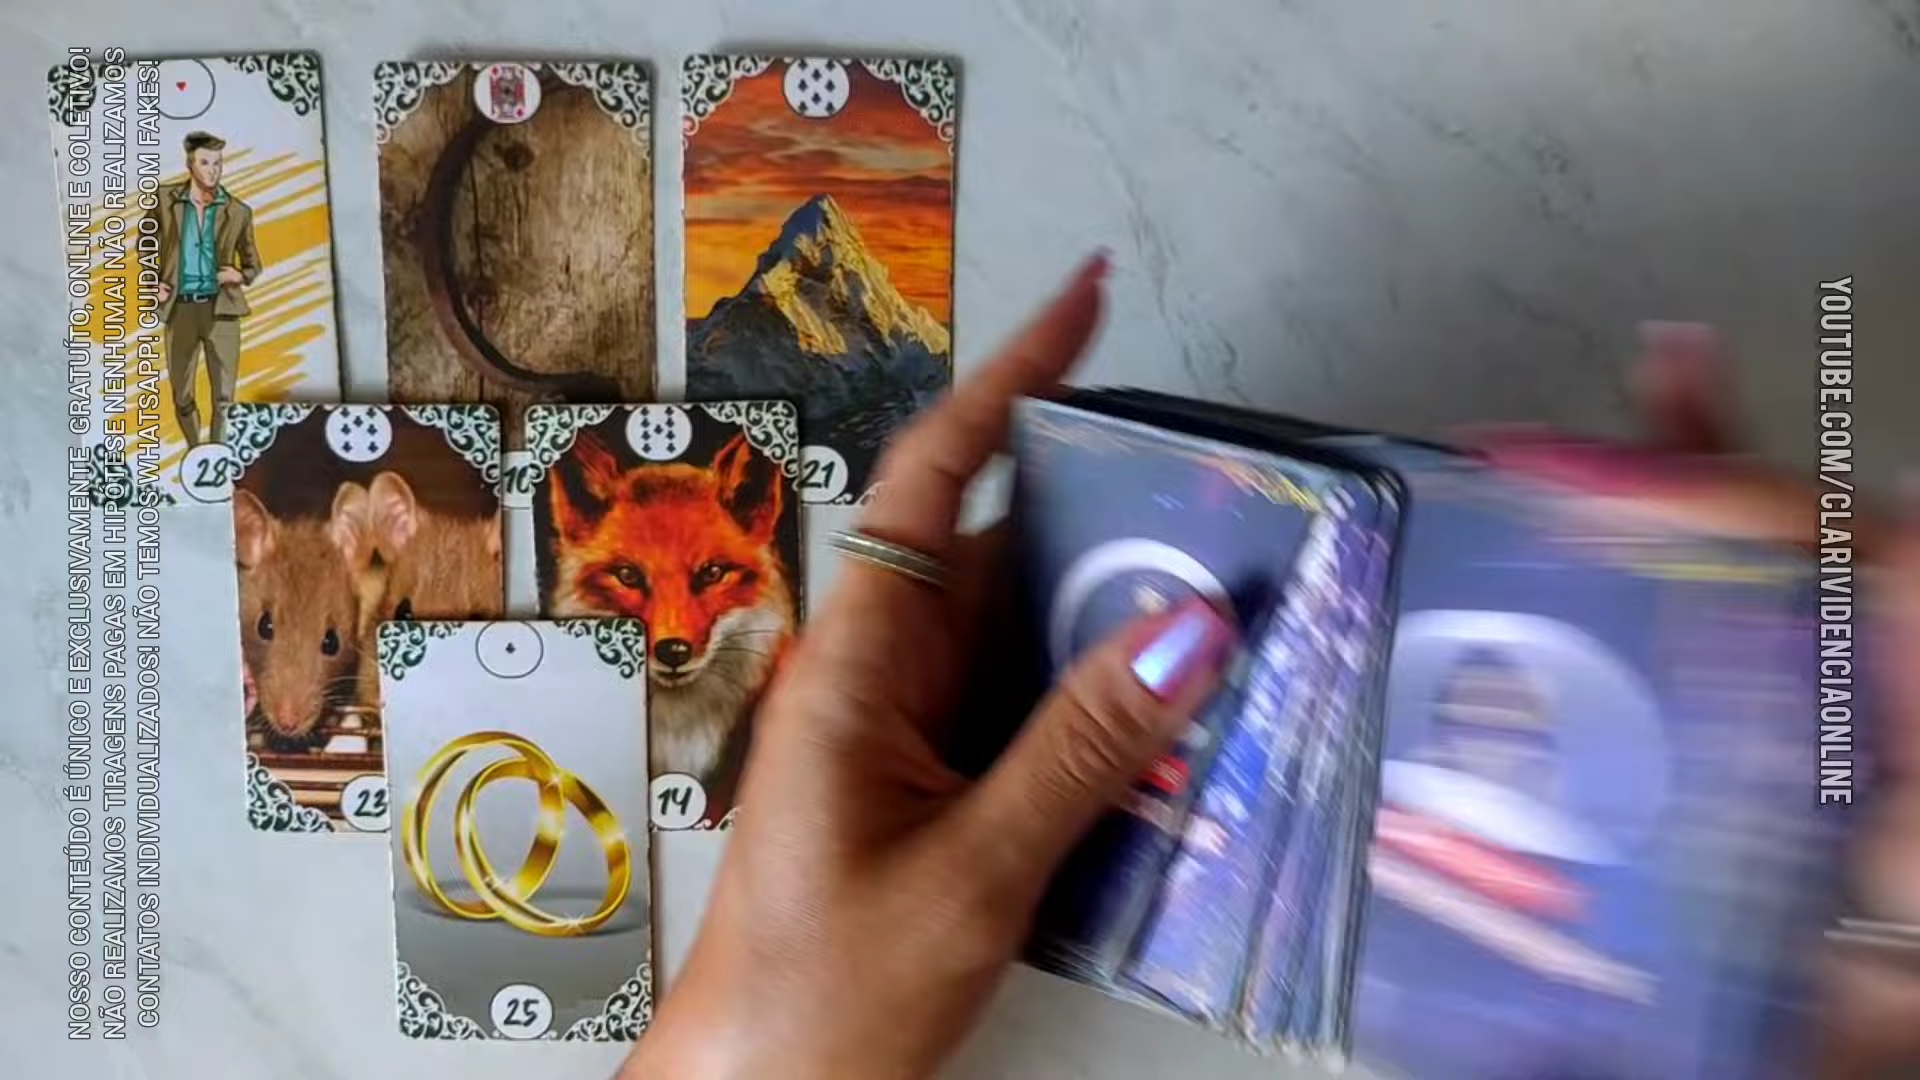 NOSSO CONTEÚDO É ÚNICO E EXCLUSIVAMENTE GRATUÍTO, ONLINE E COLETIVO!
NÃO REALIZAMOS TIRAGENS PAGAS EM HIPÓTESE NENHUMA! NÃO REALIZAMOS
CONTATOS INDIVIDUALIZADOS! NÃO TEMOS WHATSAPP! CUIDADO COM FAKES!
28
10
21
23
14
25
YOUTUBE.COM/CLARIVIDENCIAONLINE